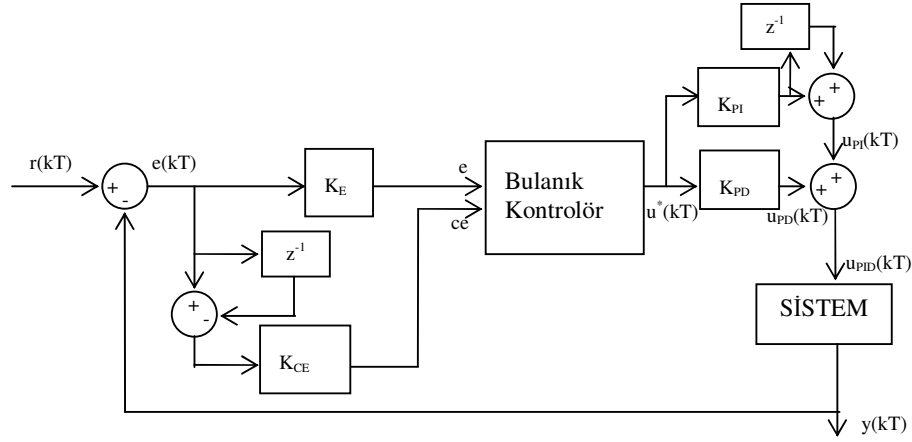 z⁻¹
K_PI
+
+
u_PI(kT)
r(kT)
e(kT)
+
-
K_E
e
ce
Bulanık
Kontrolör
u*(kT)
K_PD
u_PD(kT)
+
+
z⁻¹
+
-
K_CE
u_PID(kT)
SİSTEM
y(kT)